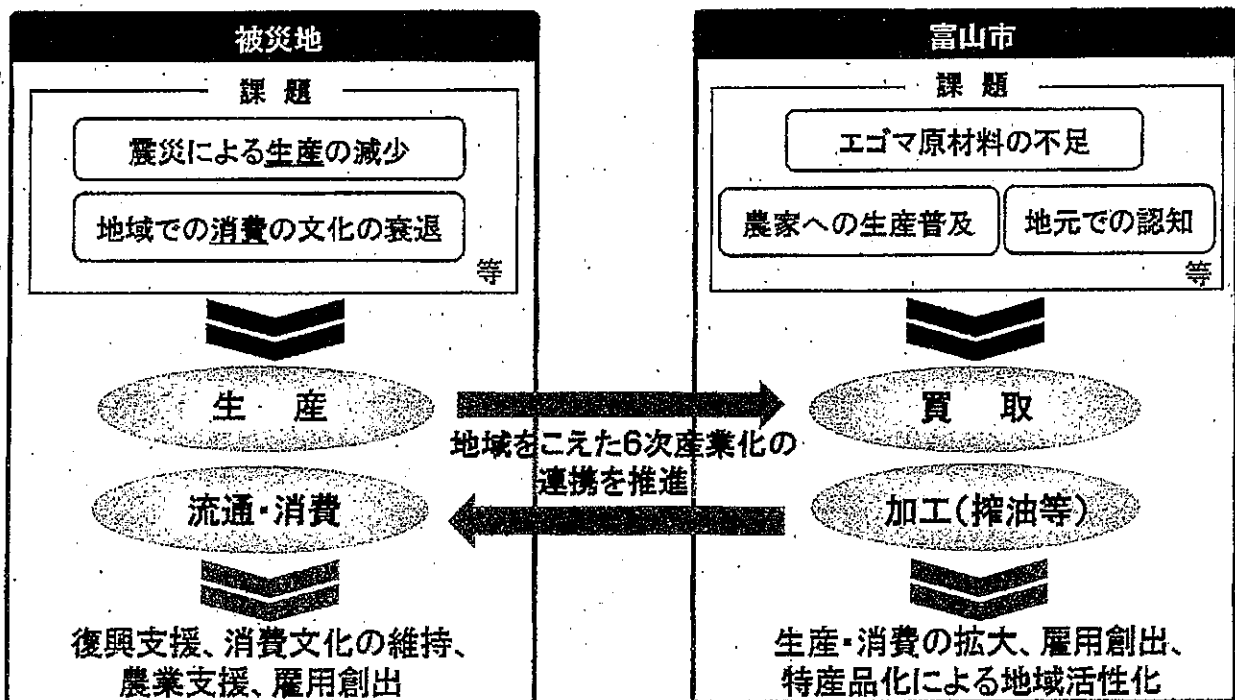 被災地
課題
震災による生産の減少
地域での消費の文化の衰退
等
生産
流通・消費
復興支援、消費文化の維持、
農業支援、雇用創出
地域をこえた6次産業化の
連携を推進
富山市
課題
エゴマ原材料の不足
農家への生産普及
地元での認知
等
買取
加工(搾油等)
生産・消費の拡大、雇用創出、
特産品化による地域活性化